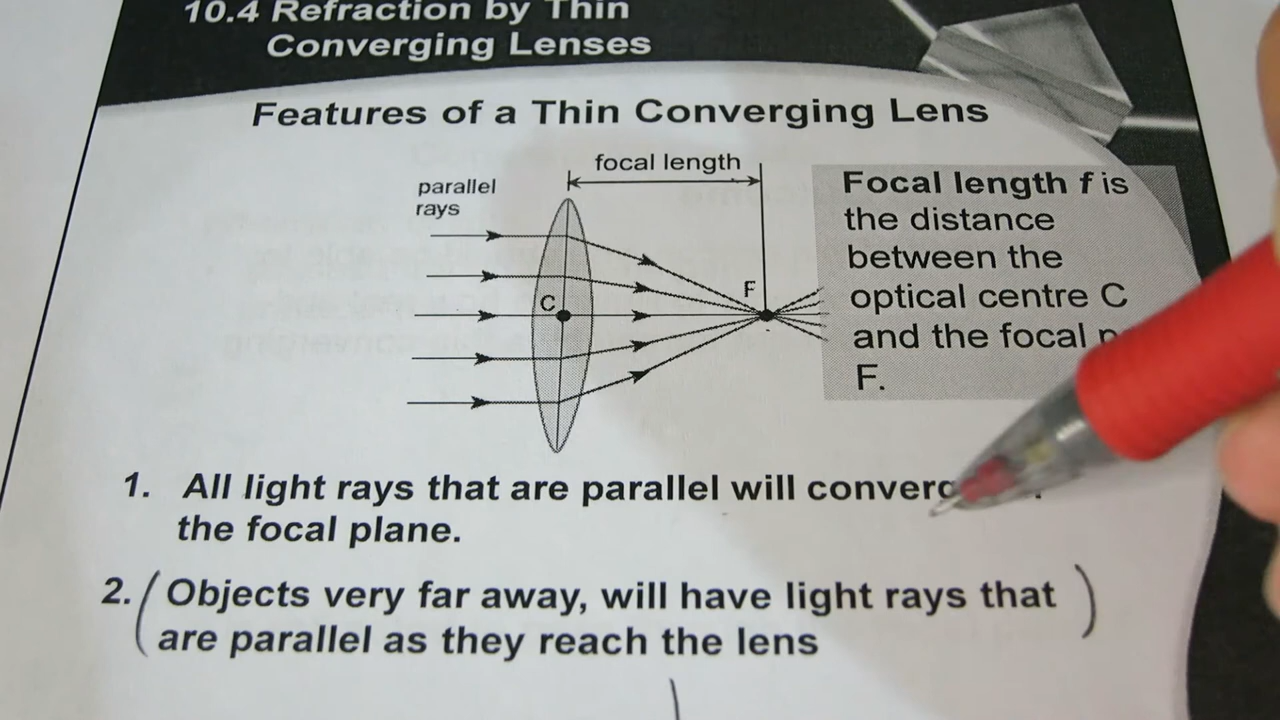 10.4 Refraction by Thin
Converging Lenses
Features of a Thin Converging Lens
focal length
parallel
rays
C
F
Focal length f is
the distance
between the
optical centre C
and the focal
F.
1. All light rays that are parallel will
the focal plane.
2. (Objects very far away, will have light rays that )
are parallel as they reach the lens